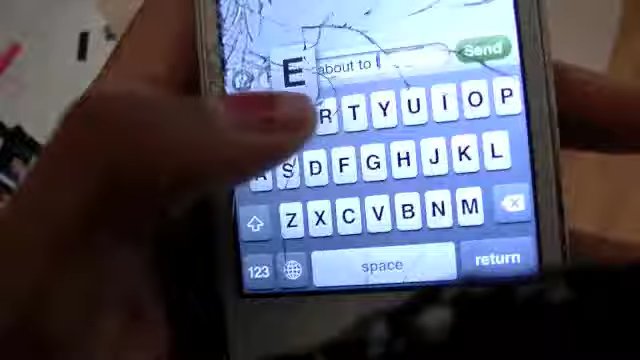 Send
E about to
R T Y U I O P
A S D F G H J K L
Z X C V B N M
123 space return